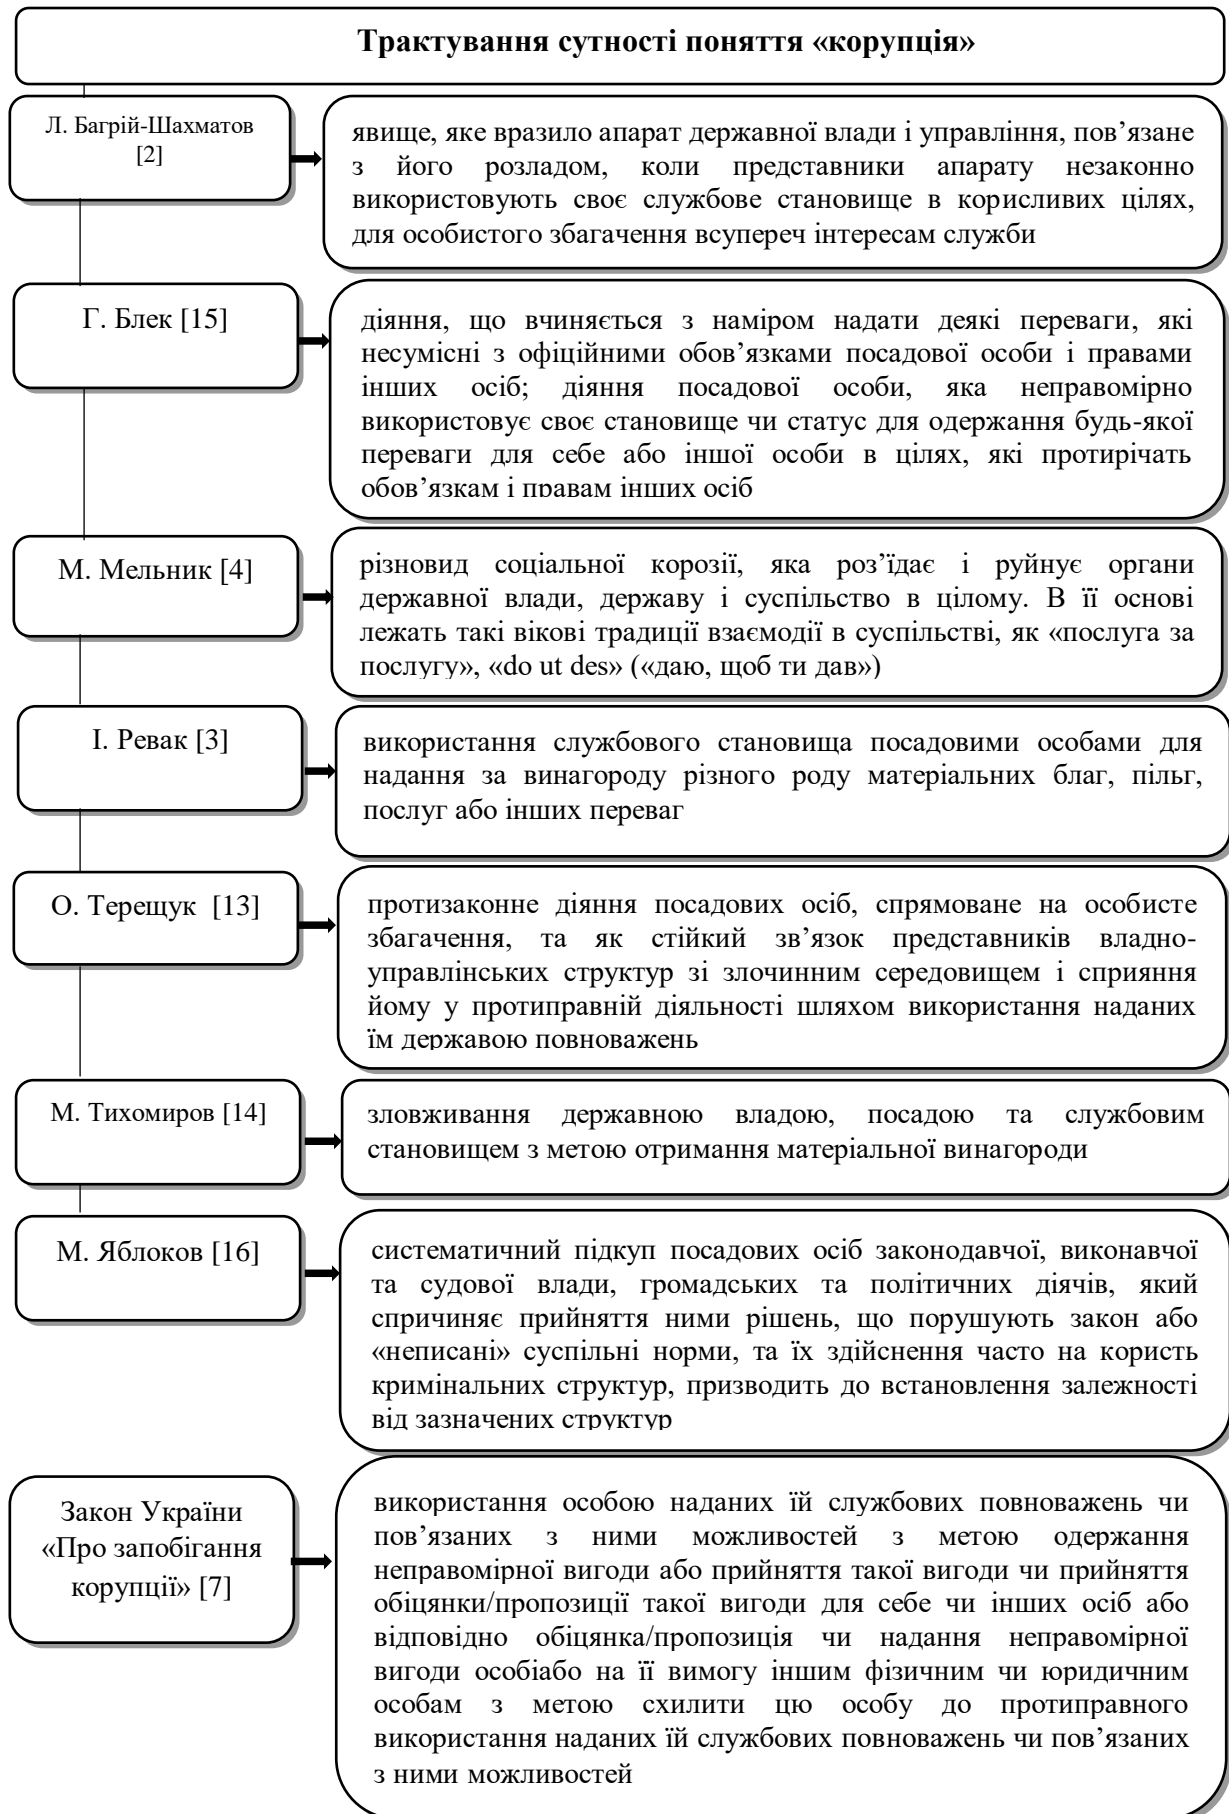 Трактування сутності поняття «корупція»
Л. Багрій-Шахматов
[2]
явище, яке вразило апарат державної влади і управління, пов’язане
з його розладом, коли представники апарату незаконно
використовують своє службове становище в корисливих цілях,
для особистого збагачення всупереч інтересам служби
Г. Блек [15]
діяння, що вчиняється з наміром надати деякі переваги, які
несумісні з офіційними обов’язками посадової особи і правами
інших осіб; діяння посадової особи, яка неправомірно
використовує своє становище чи статус для одержання будь-якої
переваги для себе або іншої особи в цілях, які протирічать
обов’язкам і правам інших осіб
М. Мельник [4]
різновид соціальної корозії, яка роз’їдає і руйнує органи
державної влади, державу і суспільство в цілому. В її основі
лежать такі вікові традиції взаємодії в суспільстві, як «послуга за
послугу», «do ut des» («даю, щоб ти дав»)
І. Ревак [3]
використання службового становища посадовими особами для
надання за винагороду різного роду матеріальних благ, пільг,
послуг або інших переваг
О. Терещук [13]
протизаконне діяння посадових осіб, спрямоване на особисте
збагачення, та як стійкий зв’язок представників владно-
управлінських структур зі злочинним середовищем і сприяння
йому у протиправній діяльності шляхом використання наданих
їм державою повноважень
М. Тихомиров [14]
зловживання державною владою, посадою та службовим
становищем з метою отримання матеріальної винагороди
М. Яблоков [16]
систематичний підкуп посадових осіб законодавчої, виконавчої
та судової влади, громадських та політичних діячів, який
спричиняє прийняття ними рішень, що порушують закон або
«неписані» суспільні норми, та їх здійснення часто на користь
кримінальних структур, призводить до встановлення залежності
від зазначених структур
Закон України
«Про запобігання
корупції» [7]
використання особою наданих їй службових повноважень чи
пов’язаних з ними можливостей з метою одержання
неправомірної вигоди або прийняття такої вигоди чи прийняття
обіцянки/пропозиції такої вигоди для себе чи інших осіб або
відповідно обіцянка/пропозиція чи надання неправомірної
вигоди особіабо на її вимогу іншим фізичним чи юридичним
особам з метою схилити цю особу до протиправного
використання наданих їй службових повноважень чи пов’язаних
з ними можливостей